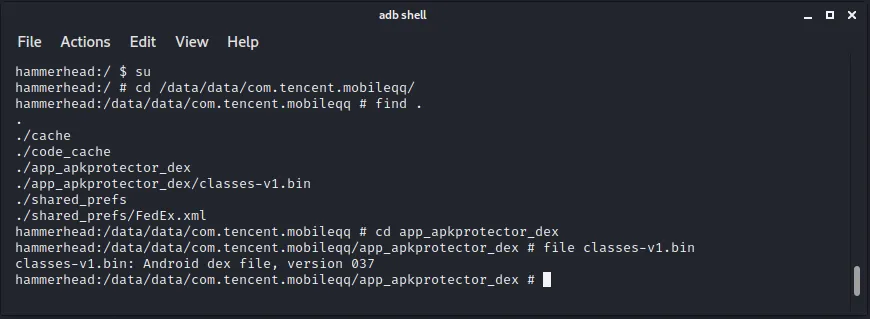 adb shell
File Actions Edit View Help
hammerhead:/ $ su
hammerhead:/ # cd /data/data/com.tencent.mobileqq/
hammerhead:/data/data/com.tencent.mobileqq # find .
.
./cache
./code_cache
./app_apkprotector_dex
./app_apkprotector_dex/classes-v1.bin
./shared_prefs
./shared_prefs/FedEx.xml
hammerhead:/data/data/com.tencent.mobileqq # cd app_apkprotector_dex
hammerhead:/data/data/com.tencent.mobileqq/app_apkprotector_dex # file classes-v1.bin
classes-v1.bin: Android dex file, version 037
hammerhead:/data/data/com.tencent.mobileqq/app_apkprotector_dex #